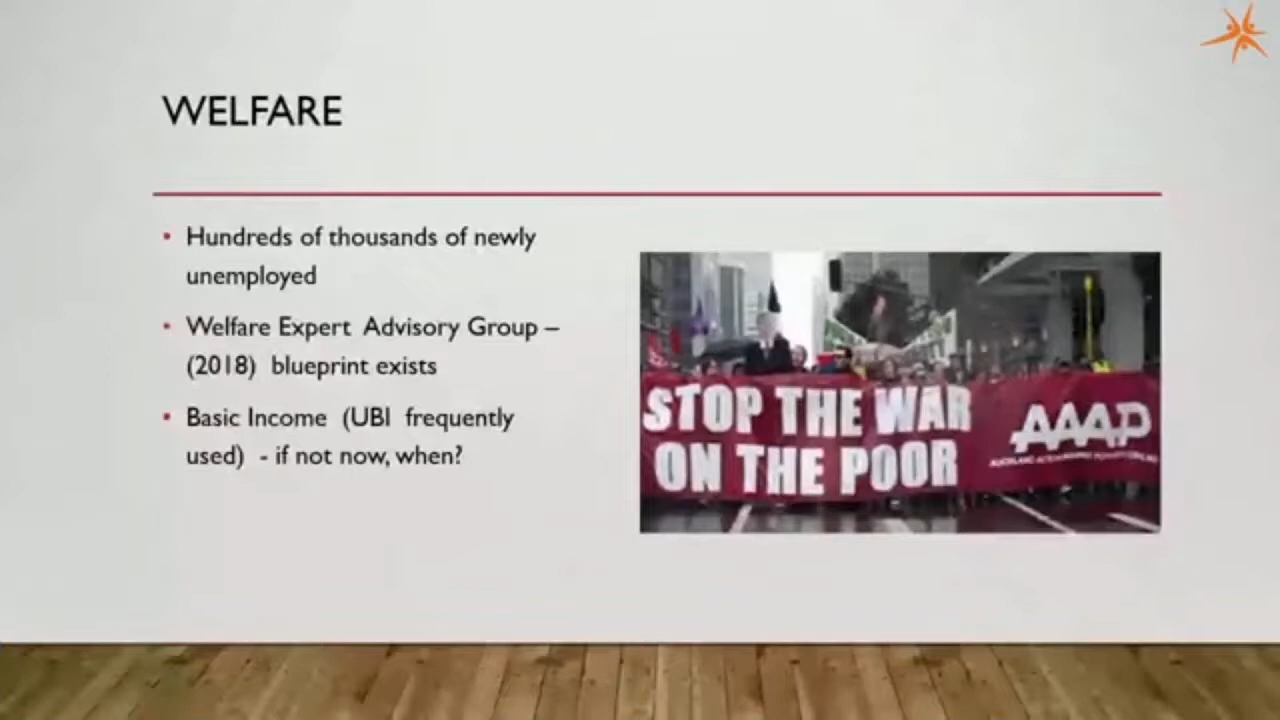 WELFARE
• Hundreds of thousands of newly
unemployed
• Welfare Expert Advisory Group –
(2018) blueprint exists
• Basic Income (UBI frequently
used) - if not now, when?
STOP THE WAR
ON THE POOR
AAAP